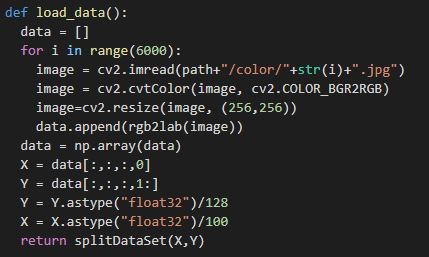 def load_data():
  data = []
  for i in range(6000):
    image = cv2.imread(path+"/color/"+str(i)+".jpg")
    image = cv2.cvtColor(image, cv2.COLOR_BGR2RGB)
    image=cv2.resize(image, (256,256))
    data.append(rgb2lab(image))
  data = np.array(data)
  X = data[:,:,:,0]
  Y = data[:,:,:,1:]
  Y = Y.astype("float32")/128
  X = X.astype("float32")/100
  return splitDataSet(X,Y)